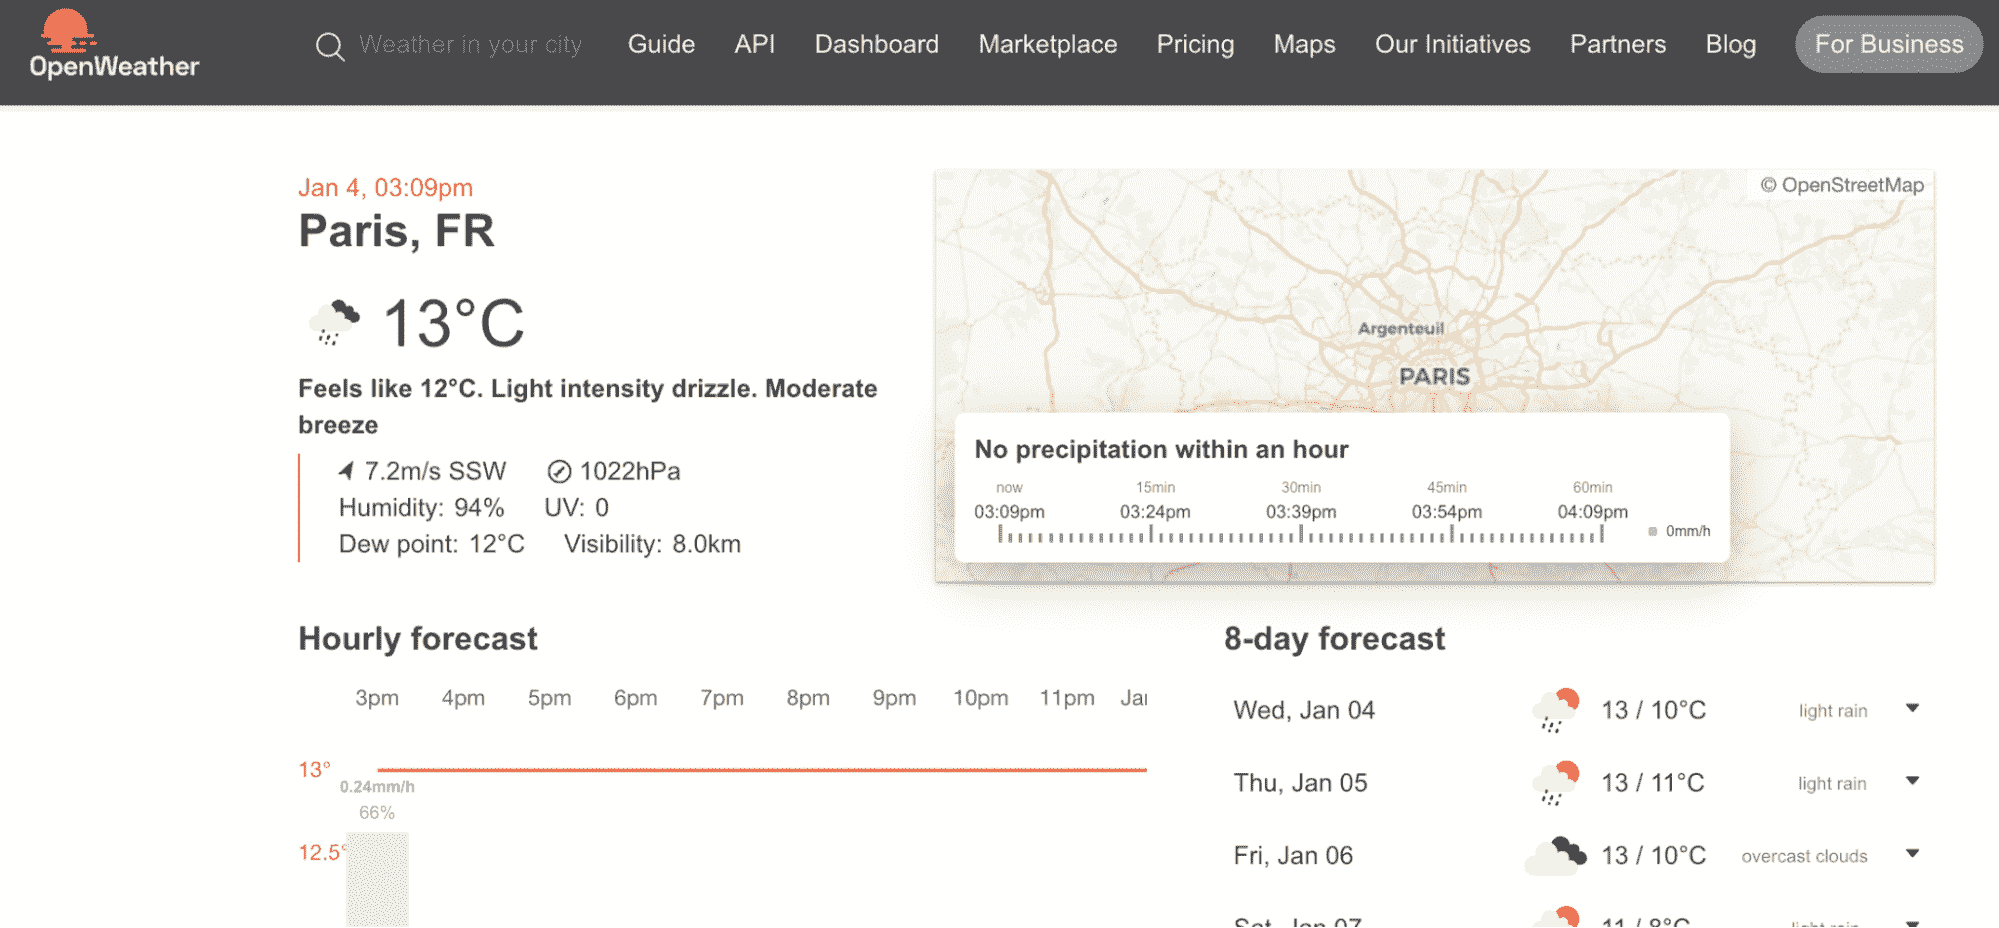 OpenWeather
Weather in your city Guide API Dashboard Marketplace Pricing Maps Our Initiatives Partners Blog For Business
Jan 4, 03:09pm
Paris, FR
13°C
Feels like 12°C. Light intensity drizzle. Moderate
breeze
7.2m/s SSW 1022hPa
Humidity: 94% UV: 0
Dew point: 12°C Visibility: 8.0km
© OpenStreetMap
Argenteuil
PARIS
No precipitation within an hour
now 15min 30min 45min 60min
03:09pm 03:24pm 03:39pm 03:54pm 04:09pm
0mm/h
Hourly forecast
3pm 4pm 5pm 6pm 7pm 8pm 9pm 10pm 11pm Jar
13°
0.24mm/h
66%
12.5°
8-day forecast
Wed, Jan 04 13 / 10°C light rain
Thu, Jan 05 13 / 11°C light rain
Fri, Jan 06 13 / 10°C overcast clouds
Sat, Jan 07 11 / 8°C light rain